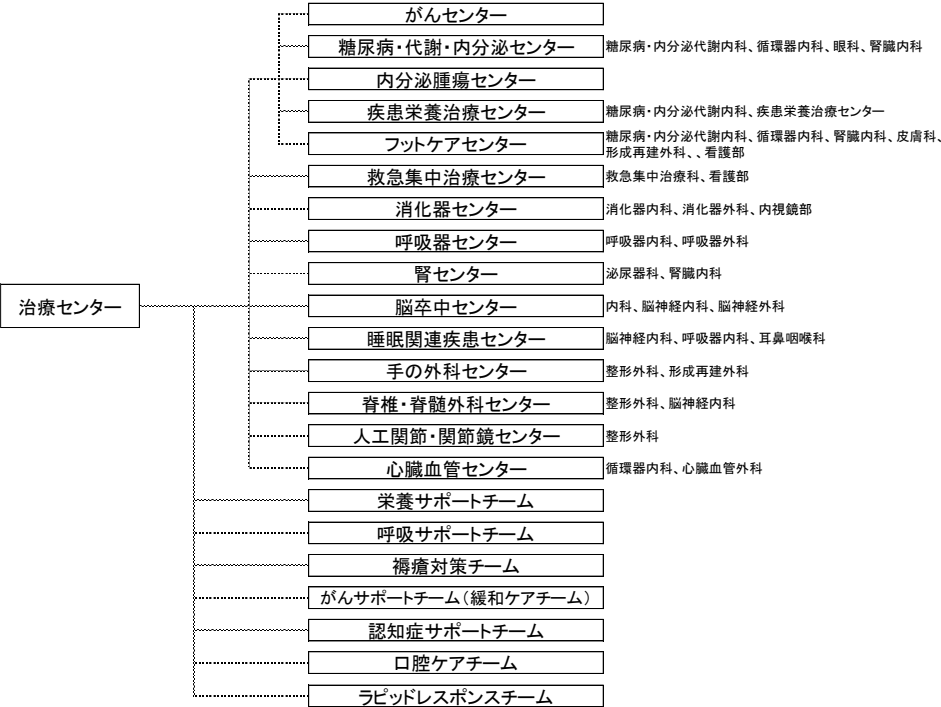 がんセンター
糖尿病・代謝・内分泌センター 糖尿病・内分泌代謝内科、循環器内科、眼科、腎臓内科
内分泌腫瘍センター
疾患栄養治療センター 糖尿病・内分泌代謝内科、疾患栄養治療センター
フットケアセンター 糖尿病・内分泌代謝内科、循環器内科、腎臓内科、皮膚科、
形成再建外科、、看護部
救急集中治療センター 救急集中治療科、看護部
消化器センター 消化器内科、消化器外科、内視鏡部
呼吸器センター 呼吸器内科、呼吸器外科
腎センター 泌尿器科、腎臓内科
治療センター
脳卒中センター 内科、脳神経内科、脳神経外科
睡眠関連疾患センター 脳神経内科、呼吸器内科、耳鼻咽喉科
手の外科センター 整形外科、形成再建外科
脊椎・脊髄外科センター 整形外科、脳神経内科
人工関節・関節鏡センター 整形外科
心臓血管センター 循環器内科、心臓血管外科
栄養サポートチーム
呼吸サポートチーム
褥瘡対策チーム
がんサポートチーム（緩和ケアチーム）
認知症サポートチーム
口腔ケアチーム
ラピッドレスポンスチーム